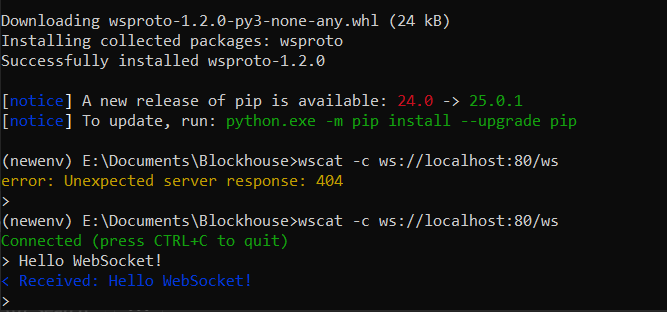 Downloading wsproto-1.2.0-py3-none-any.whl (24 kB)
Installing collected packages: wsproto
Successfully installed wsproto-1.2.0
[notice] A new release of pip is available: 24.0 -> 25.0.1
[notice] To update, run: python.exe -m pip install --upgrade pip
(newenv) E:\Documents\Blockhouse>wscat -c ws://localhost:80/ws
error: Unexpected server response: 404
>
(newenv) E:\Documents\Blockhouse>wscat -c ws://localhost:80/ws
Connected (press CTRL+C to quit)
> Hello WebSocket!
< Received: Hello WebSocket!
>